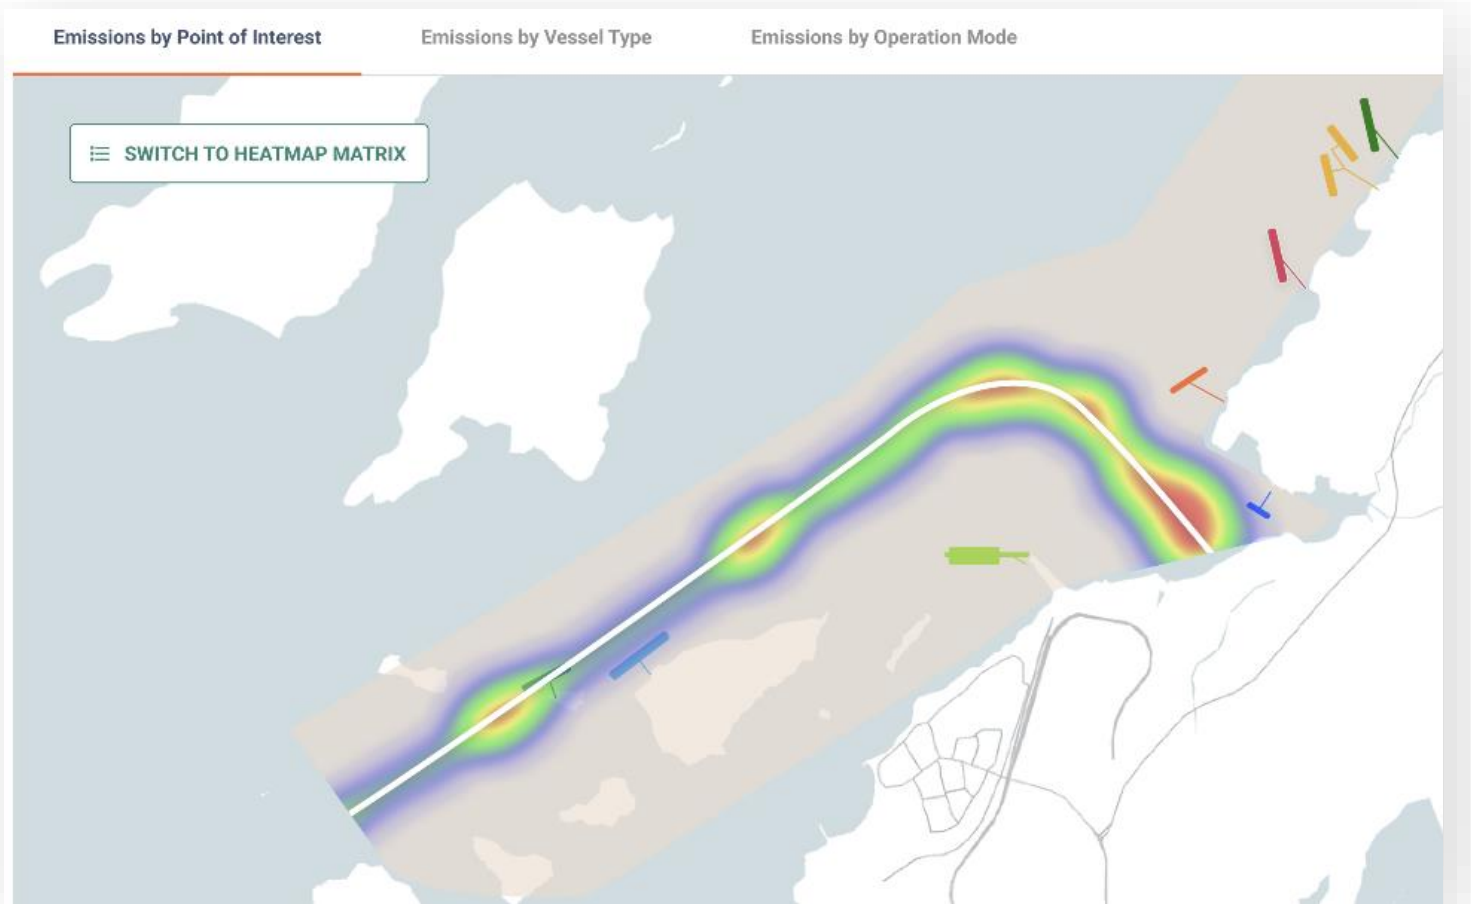 Emissions by Point of Interest
Emissions by Vessel Type
Emissions by Operation Mode
SWITCH TO HEATMAP MATRIX